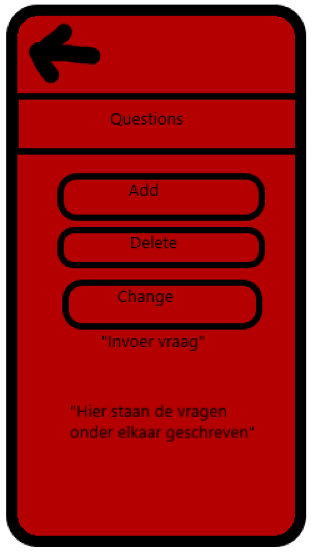 Questions
Add
Delete
Change
"Invoer vraag"
"Hier staan de vragen
onder elkaar geschreven"